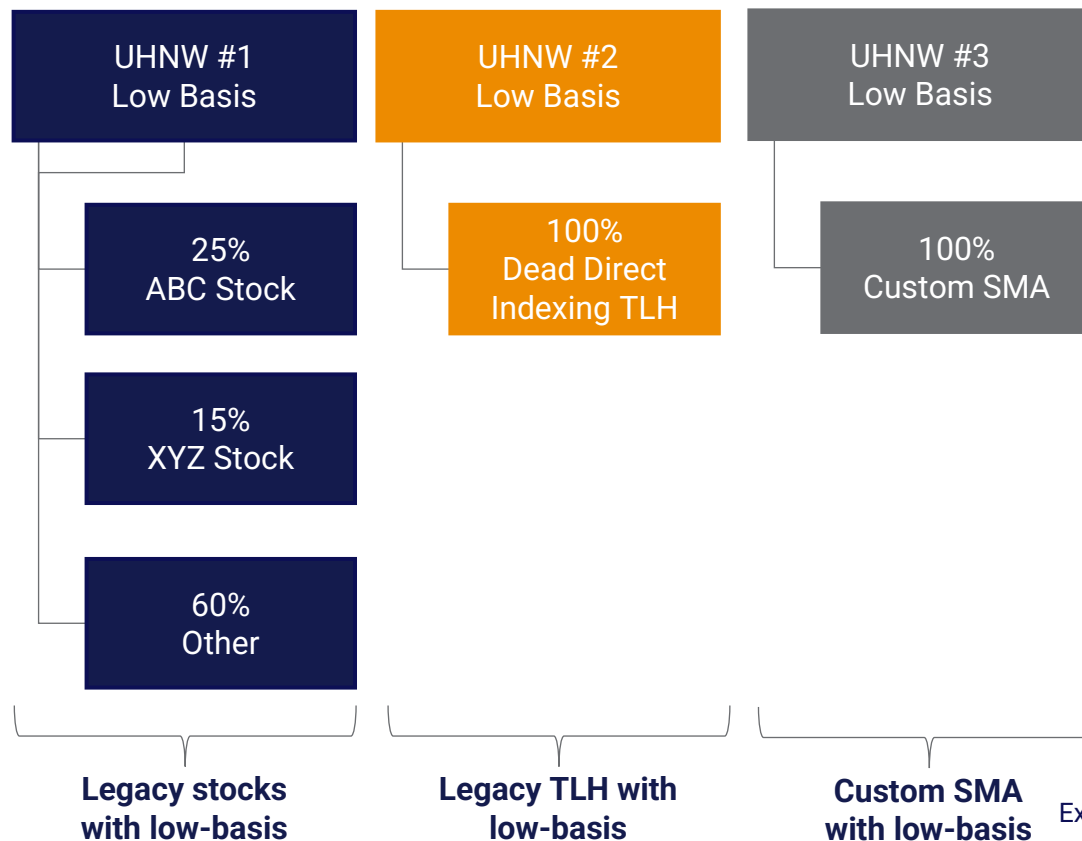 UHNW #1
Low Basis
25%
ABC Stock
15%
XYZ Stock
60%
Other
Legacy stocks
with low-basis
UHNW #2
Low Basis
100%
Dead Direct
Indexing TLH
Legacy TLH with
low-basis
UHNW #3
Low Basis
100%
Custom SMA
Custom SMA
with low-basis
Ex